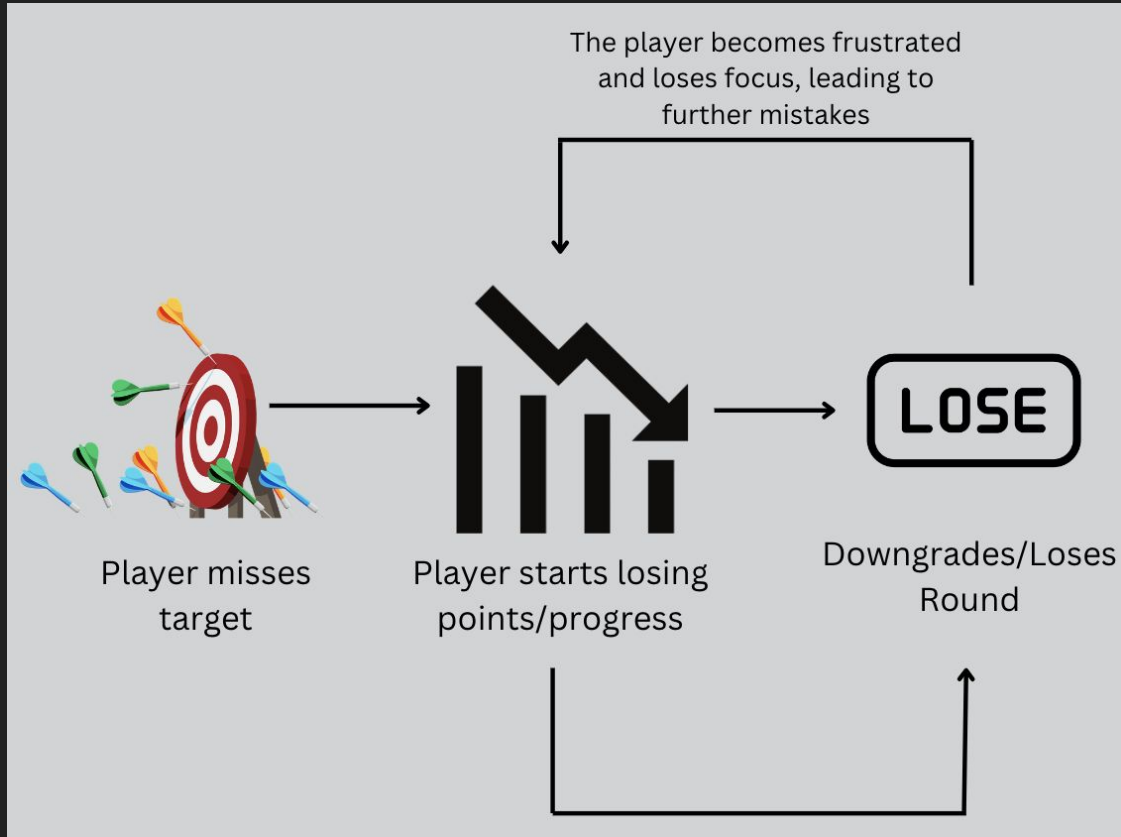 The player becomes frustrated
and loses focus, leading to
further mistakes
LOSE
Player misses
target
Player starts losing
points/progress
Downgrades/Loses
Round